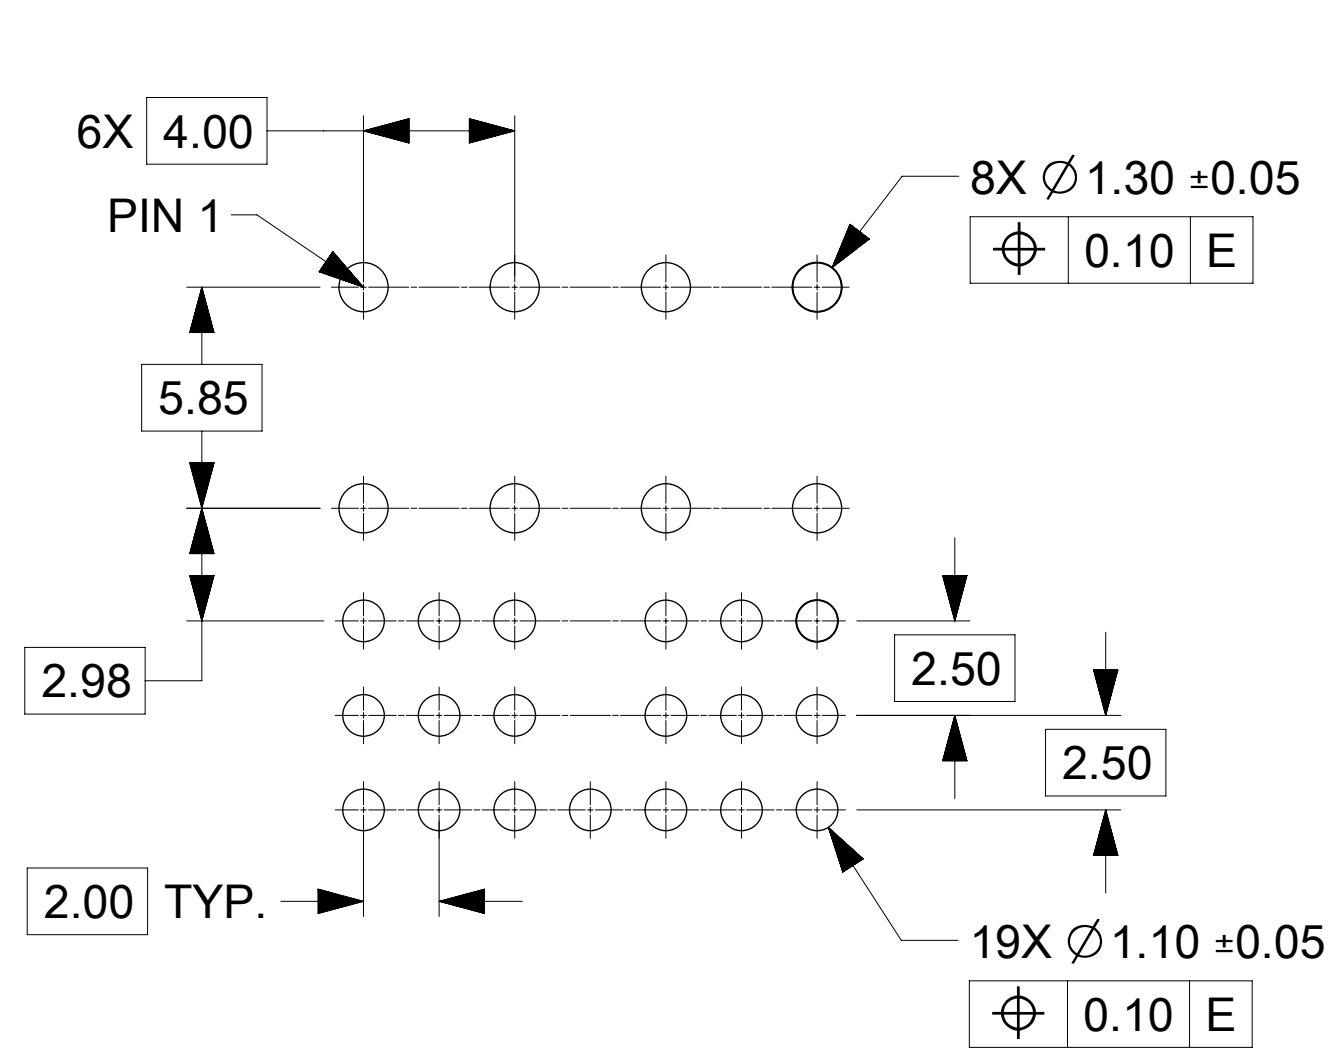 6X 4.00
PIN 1
8X ⌀1.30 ±0.05
⌖ 0.10 E
5.85
2.98
2.50
2.50
2.00 TYP.
19X ⌀1.10 ±0.05
⌖ 0.10 E